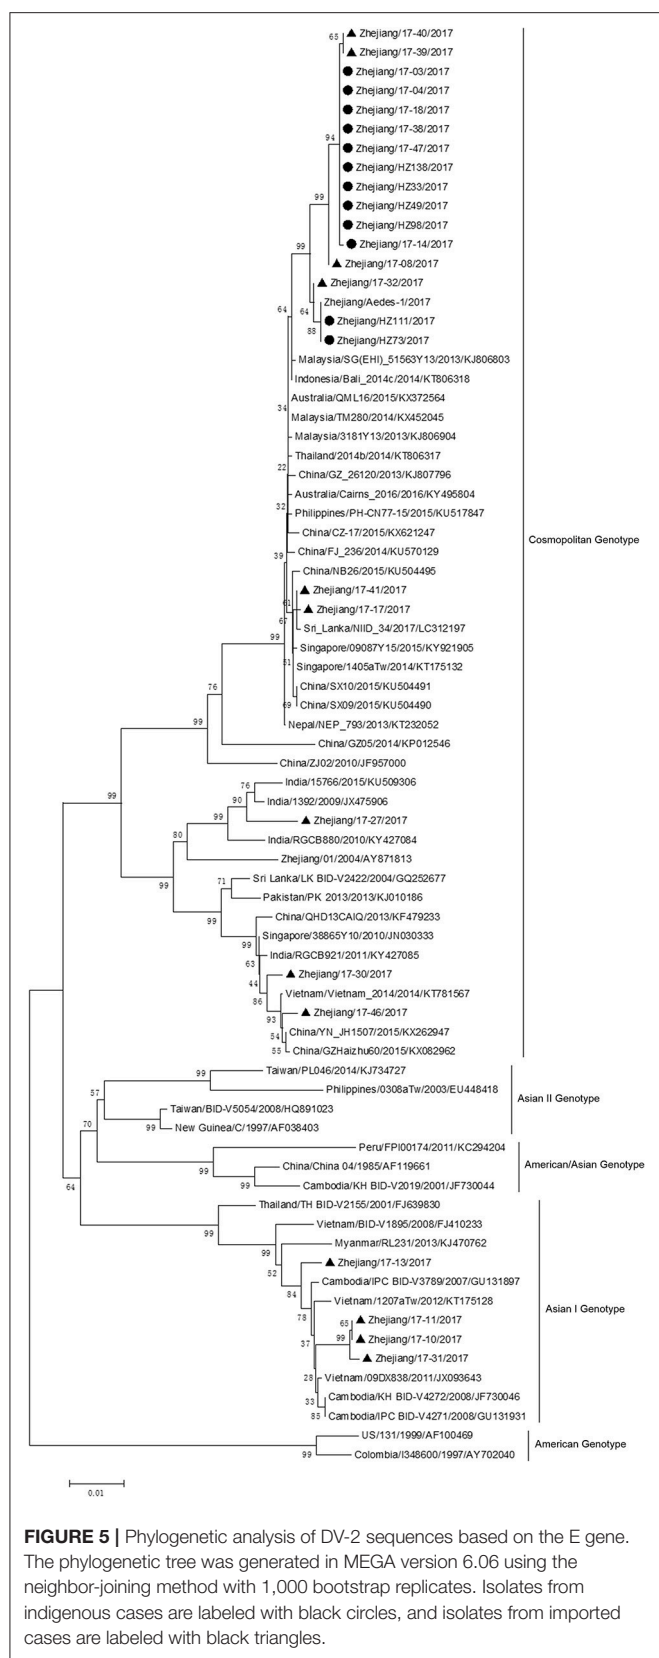 65
Zhejiang/17-40/2017
Zhejiang/17-39/2017
Zhejiang/17-03/2017
Zhejiang/17-04/2017
Zhejiang/17-18/2017
94
Zhejiang/17-38/2017
Zhejiang/17-47/2017
Zhejiang/HZ138/2017
99
Zhejiang/HZ33/2017
Zhejiang/HZ49/2017
Zhejiang/HZ98/2017
99
Zhejiang/17-14/2017
Zhejiang/17-08/2017
Zhejiang/17-32/2017
64
64
Zhejiang/Aedes-1/2017
Zhejiang/HZ111/2017
88
Zhejiang/HZ73/2017
Malaysia/SG(EHI)_51563Y13/2013/KJ806803
Indonesia/Bali_2014c/2014/KT806318
Australia/QML16/2015/KX372564
34
Malaysia/TM280/2014/KX452045
Malaysia/3181Y13/2013/KJ806904
Thailand/2014b/2014/KT806317
22
China/GZ_26120/2013/KJ807796
Australia/Cairns_2016/2016/KY495804
32
Philippines/PH-CN77-15/2015/KU517847
China/CZ-17/2015/KX621247
Cosmopolitan Genotype
39
China/FJ_236/2014/KU570129
China/NB26/2015/KU504495
Zhejiang/17-41/2017
61
Zhejiang/17-17/2017
67
Sri_Lanka/NIID_34/2017/LC312197
99
Singapore/09087Y15/2015/KY921905
51
Singapore/1405aTw/2014/KT175132
China/SX10/2015/KU504491
76
69
China/SX09/2015/KU504490
Nepal/NEP_793/2013/KT232052
99
China/GZ05/2014/KP012546
China/ZJ02/2010/JF957000
76
India/15766/2015/KU509306
99
90
India/1392/2009/JX475906
99
Zhejiang/17-27/2017
80
India/RGCB880/2010/KY427084
Zhejiang/01/2004/AY871813
99
71
Sri Lanka/LK BID-V2422/2004/GQ252677
Pakistan/PK 2013/2013/KJ010186
99
China/QHD13CAIQ/2013/KF479233
99
Singapore/38865Y10/2010/JN030333
India/RGCB921/2011/KY427085
63
Zhejiang/17-30/2017
44
Vietnam/Vietnam_2014/2014/KT781567
86
Zhejiang/17-46/2017
93
China/YN_JH1507/2015/KX262947
54
55
China/GZHaizhu60/2015/KX082962
99
Taiwan/PL046/2014/KJ734727
57
Philippines/0308aTw/2003/EU448418
Asian II Genotype
Taiwan/BID-V5054/2008/HQ891023
70
99
New Guinea/C/1997/AF038403
Peru/FPI00174/2011/KC294204
99
China/China 04/1985/AF119661
American/Asian Genotype
64
99
Cambodia/KH BID-V2019/2001/JF730044
Thailand/TH BID-V2155/2001/FJ639830
99
Vietnam/BID-V1895/2008/FJ410233
99
Myanmar/RL231/2013/KJ470762
52
Zhejiang/17-13/2017
84
Cambodia/IPC BID-V3789/2007/GU131897
Vietnam/1207aTw/2012/KT175128
Asian I Genotype
78
65
Zhejiang/17-11/2017
99
Zhejiang/17-10/2017
37
Zhejiang/17-31/2017
28
Vietnam/09DX838/2011/JX093643
33
Cambodia/KH BID-V4272/2008/JF730046
85
Cambodia/IPC BID-V4271/2008/GU131931
US/131/1999/AF100469
American Genotype
99
Colombia/I348600/1997/AY702040
0.01
FIGURE 5 | Phylogenetic analysis of DV-2 sequences based on the E gene.
The phylogenetic tree was generated in MEGA version 6.06 using the
neighbor-joining method with 1,000 bootstrap replicates. Isolates from
indigenous cases are labeled with black circles, and isolates from imported
cases are labeled with black triangles.